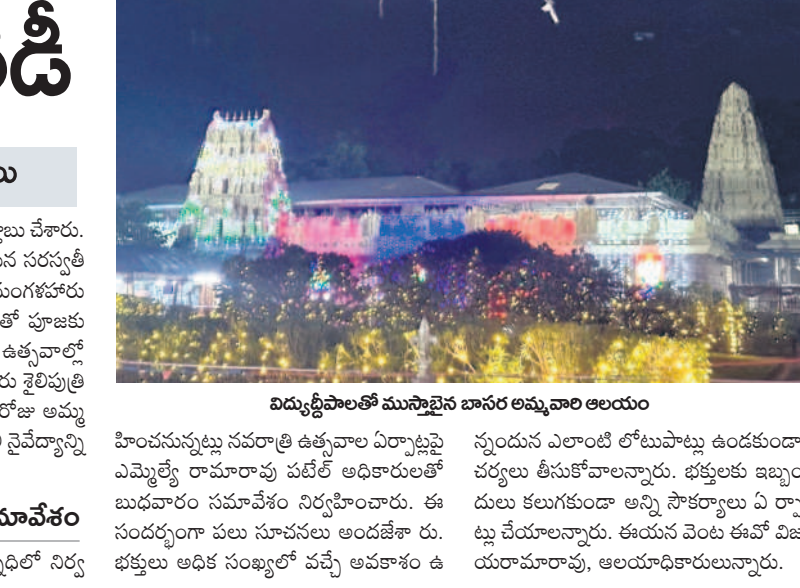 చేశారు.
సరస్వతీ
పూజకు
ఉత్సవాల్లో
శైలిపుత్రి
అమ్మ
నైవేద్యాన్ని
విద్యుద్దీపాలతో ముస్తాబైన బాసర అమ్మవారి ఆలయం
హించనున్నట్లు నవరాత్రి ఉత్సవాల ఏర్పాట్లపై
ఎమ్మెల్యే రామారావు పటేల్ అధికారులతో
బుధవారం సమావేశం నిర్వహించారు. ఈ
సందర్భంగా పలు సూచనలు అందజేశా రు.
భక్తులు అధిక సంఖ్యలో వచ్చే అవకాశం ఉ
న్నందున ఎలాంటి లోటుపాట్లు ఉండకుండా
చర్యలు తీసుకోవాలన్నారు. భక్తులకు ఇబ్బం
దులు కలుగకుండా అన్ని సౌకర్యాలు ఏ ర్పా
ట్లు చేయాలన్నారు. ఈయన వెంట ఈవో విజ
యరామారావు, ఆలయాధికారులున్నారు.